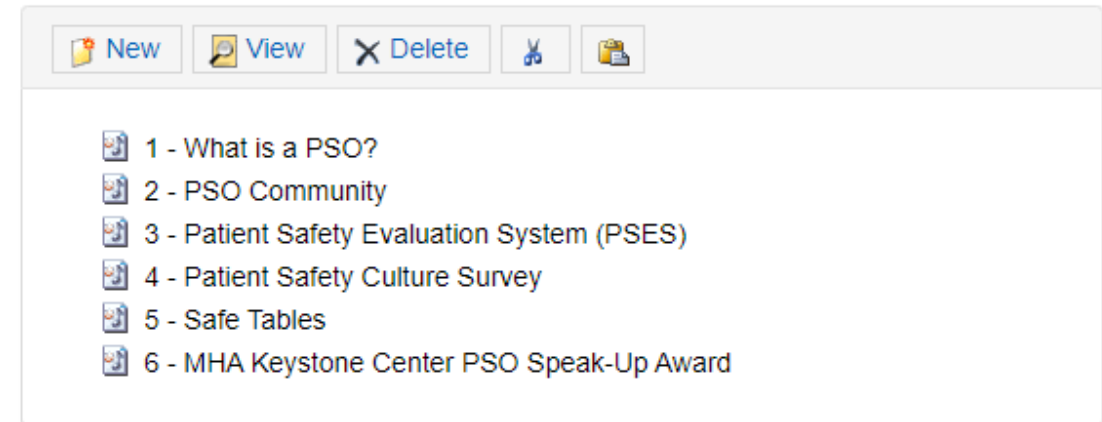 New View Delete
1 - What is a PSO?
2 - PSO Community
3 - Patient Safety Evaluation System (PSES)
4 - Patient Safety Culture Survey
5 - Safe Tables
6 - MHA Keystone Center PSO Speak-Up Award